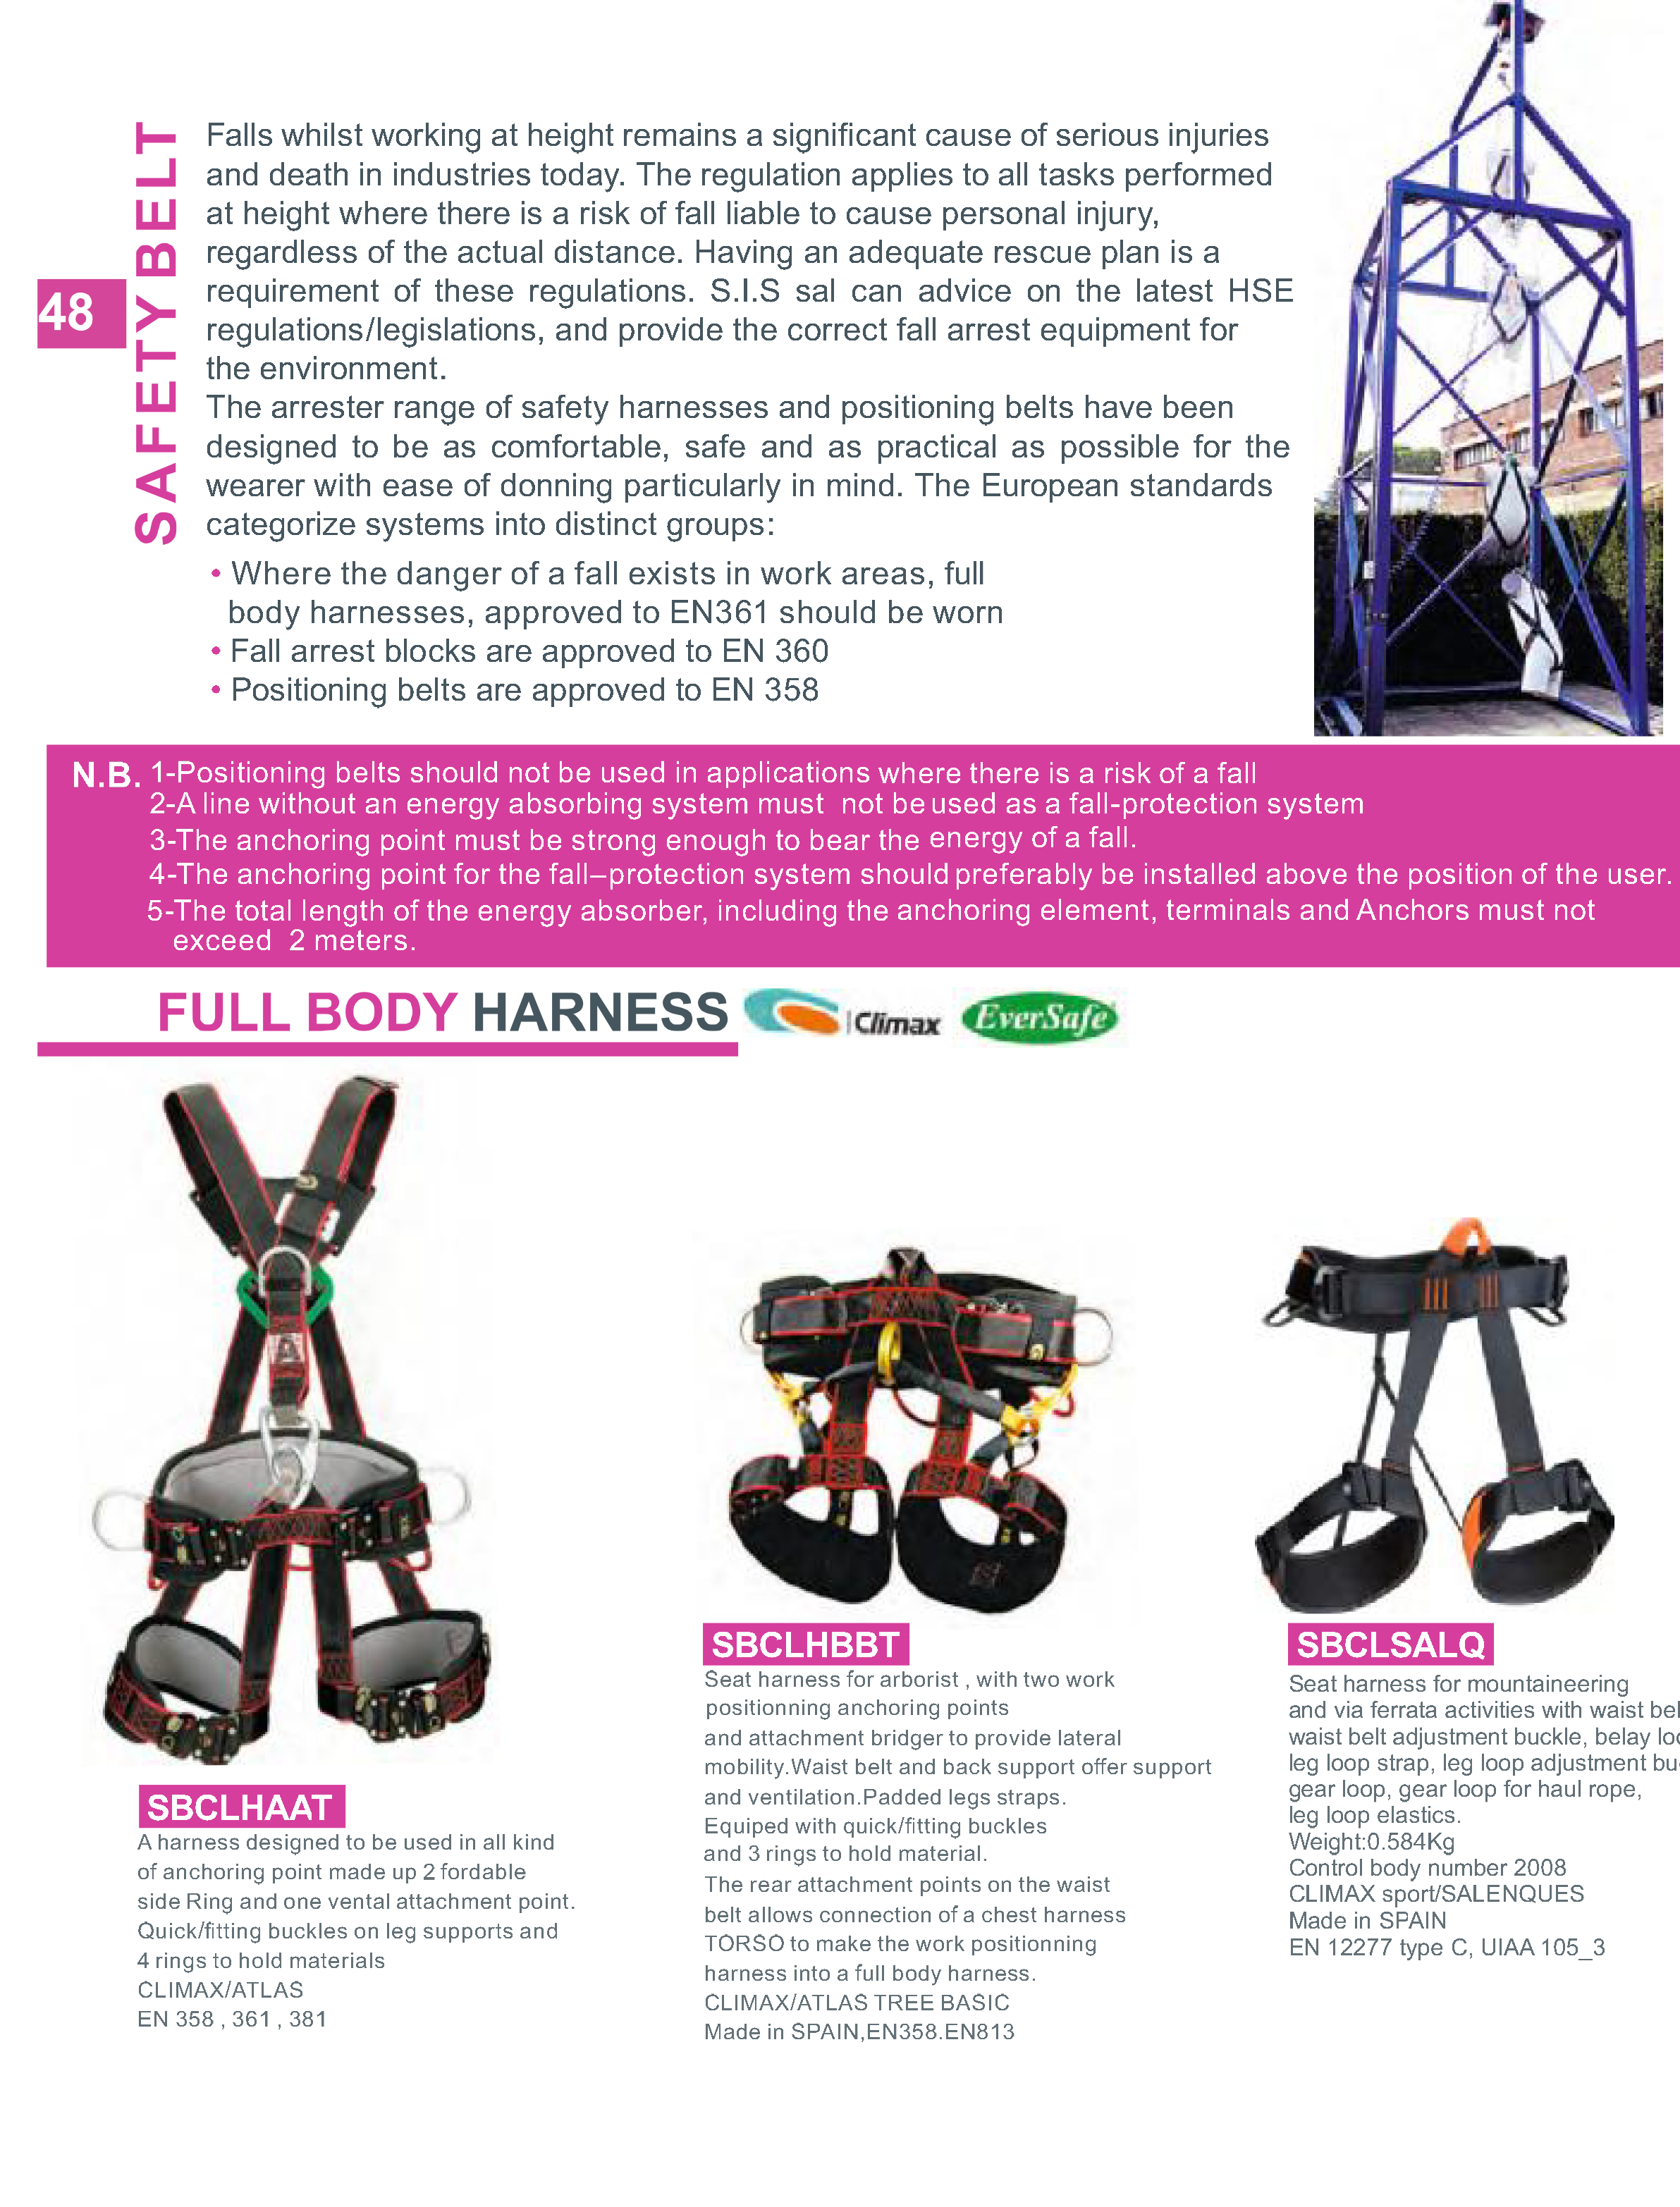 48
SAFETY BELT
Falls whilst working at height remains a significant cause of serious injuries
and death in industries today. The regulation applies to all tasks performed
at height where there is a risk of fall liable to cause personal injury,
regardless of the actual distance. Having an adequate rescue plan is a
requirement of these regulations. S.I.S sal can advice on the latest HSE
regulations/legislations, and provide the correct fall arrest equipment for
the environment.
The arrester range of safety harnesses and positioning belts have been
designed to be as comfortable, safe and as practical as possible for the
wearer with ease of donning particularly in mind. The European standards
categorize systems into distinct groups:
• Where the danger of a fall exists in work areas, full
body harnesses, approved to EN361 should be worn
• Fall arrest blocks are approved to EN 360
• Positioning belts are approved to EN 358
N.B. 1-Positioning belts should not be used in applications where there is a risk of a fall
2-A line without an energy absorbing system must not be used as a fall-protection system
3-The anchoring point must be strong enough to bear the energy of a fall.
4-The anchoring point for the fall–protection system should preferably be installed above the position of the user.
5-The total length of the energy absorber, including the anchoring element, terminals and Anchors must not
exceed 2 meters.
FULL BODY HARNESS
Climax
EverSafe
SBCLHAAT
A harness designed to be used in all kind
of anchoring point made up 2 fordable
side Ring and one vental attachment point.
Quick/fitting buckles on leg supports and
4 rings to hold materials
CLIMAX/ATLAS
EN 358 , 361 , 381
SBCLHBBT
Seat harness for arborist , with two work
positionning anchoring points
and attachment bridger to provide lateral
mobility.Waist belt and back support offer support
and ventilation.Padded legs straps.
Equiped with quick/fitting buckles
and 3 rings to hold material.
The rear attachment points on the waist
belt allows connection of a chest harness
TORSO to make the work positionning
harness into a full body harness.
CLIMAX/ATLAS TREE BASIC
Made in SPAIN,EN358.EN813
SBCLSALQ
Seat harness for mountaineering
and via ferrata activities with waist
waist belt adjustment buckle, belay
leg loop strap, leg loop adjustment
gear loop, gear loop for haul rope,
leg loop elastics.
Weight:0.584Kg
Control body number 2008
CLIMAX sport/SALENQUES
Made in SPAIN
EN 12277 type C, UIAA 105_3